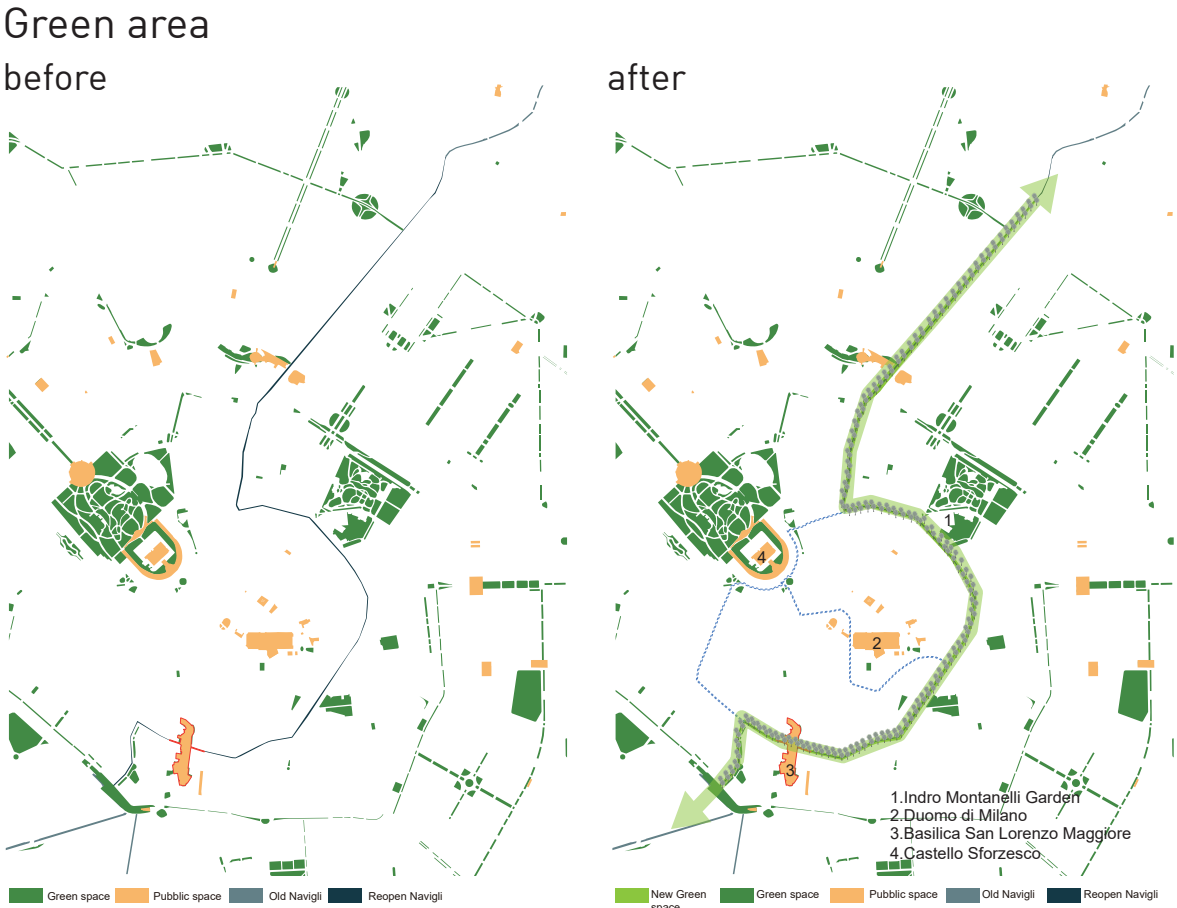 Green area
before
after
1
4
2
3
1.Indro Montanelli Garden
2.Duomo di Milano
3.Basilica San Lorenzo Maggiore
4.Castello Sforzesco
Green space Pubblic space Old Navigli Reopen Navigli
New Green space Green space Pubblic space Old Navigli Reopen Navigli